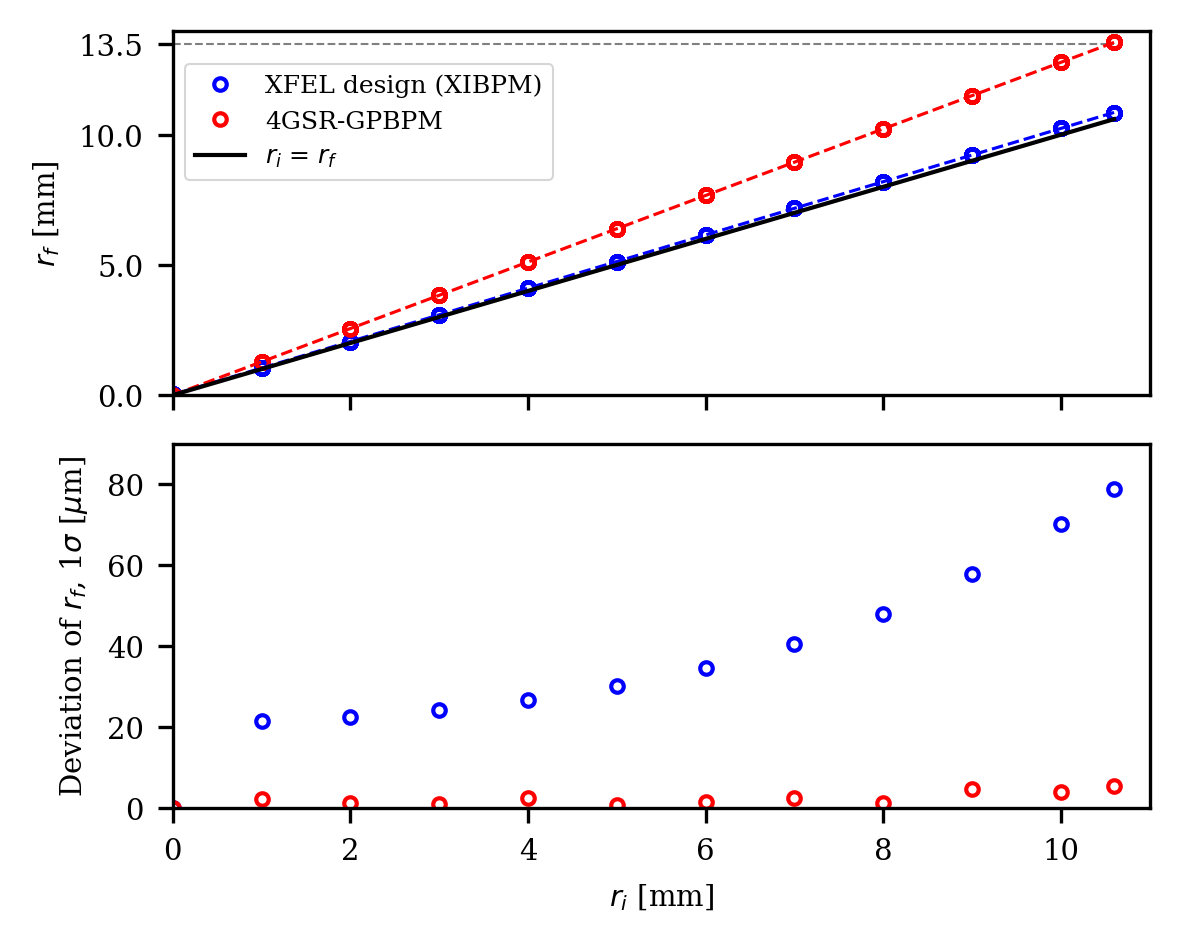 13.5
10.0
5.0
0.0
r_f [mm]
XFEL design (XIBPM)
4GSR-GPBPM
r_i = r_f
80
60
40
20
0
Deviation of r_f, 1σ [μm]
0 2 4 6 8 10
r_i [mm]